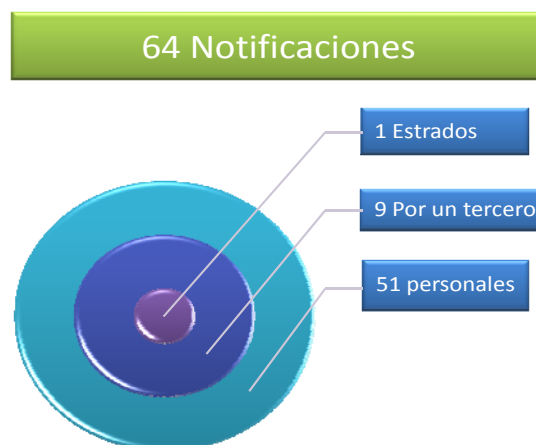 64 Notificaciones
1 Estrados
9 Por un tercero
51 personales